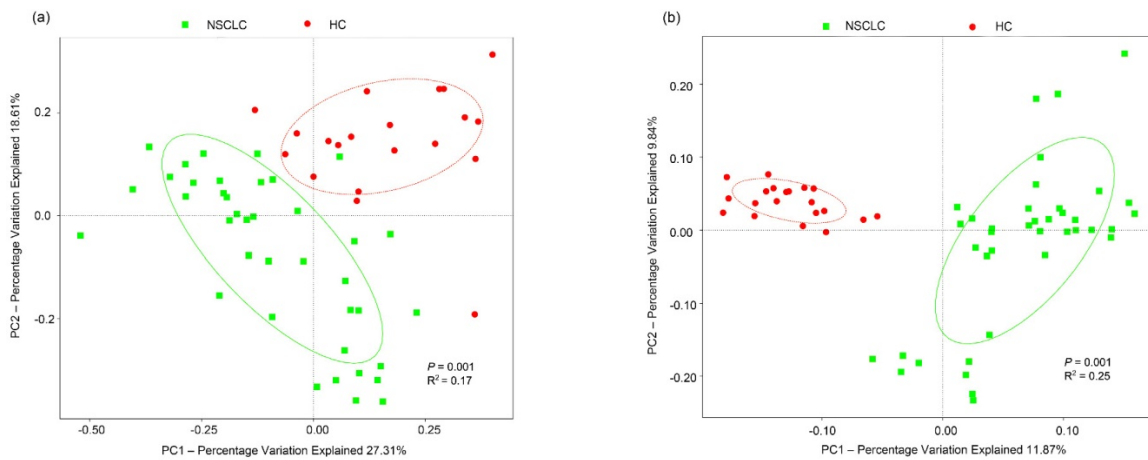 (a)
NSCLC HC
PC2 – Percentage Variation Explained 18.61%
0.2
0.0
-0.2
P = 0.001
R² = 0.17
-0.50 -0.25 0.00 0.25
PC1 – Percentage Variation Explained 27.31%
(b)
NSCLC HC
PC2 – Percentage Variation Explained 9.84%
0.20
0.10
0.00
-0.10
-0.20
P = 0.001
R² = 0.25
-0.10 0.00 0.10
PC1 – Percentage Variation Explained 11.87%